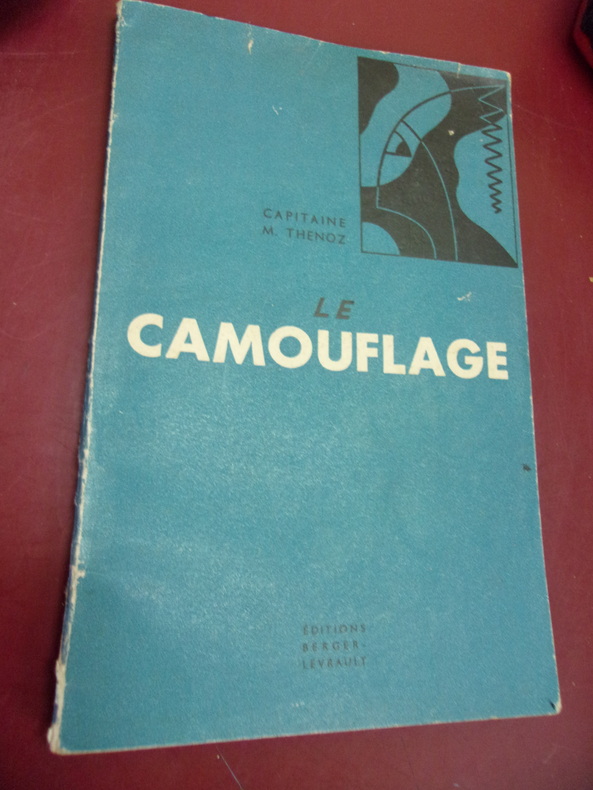 CAPITAINE
M. THENOZ
LE
CAMOUFLAGE
ÉDITIONS
BERGER-
LEVRAULT